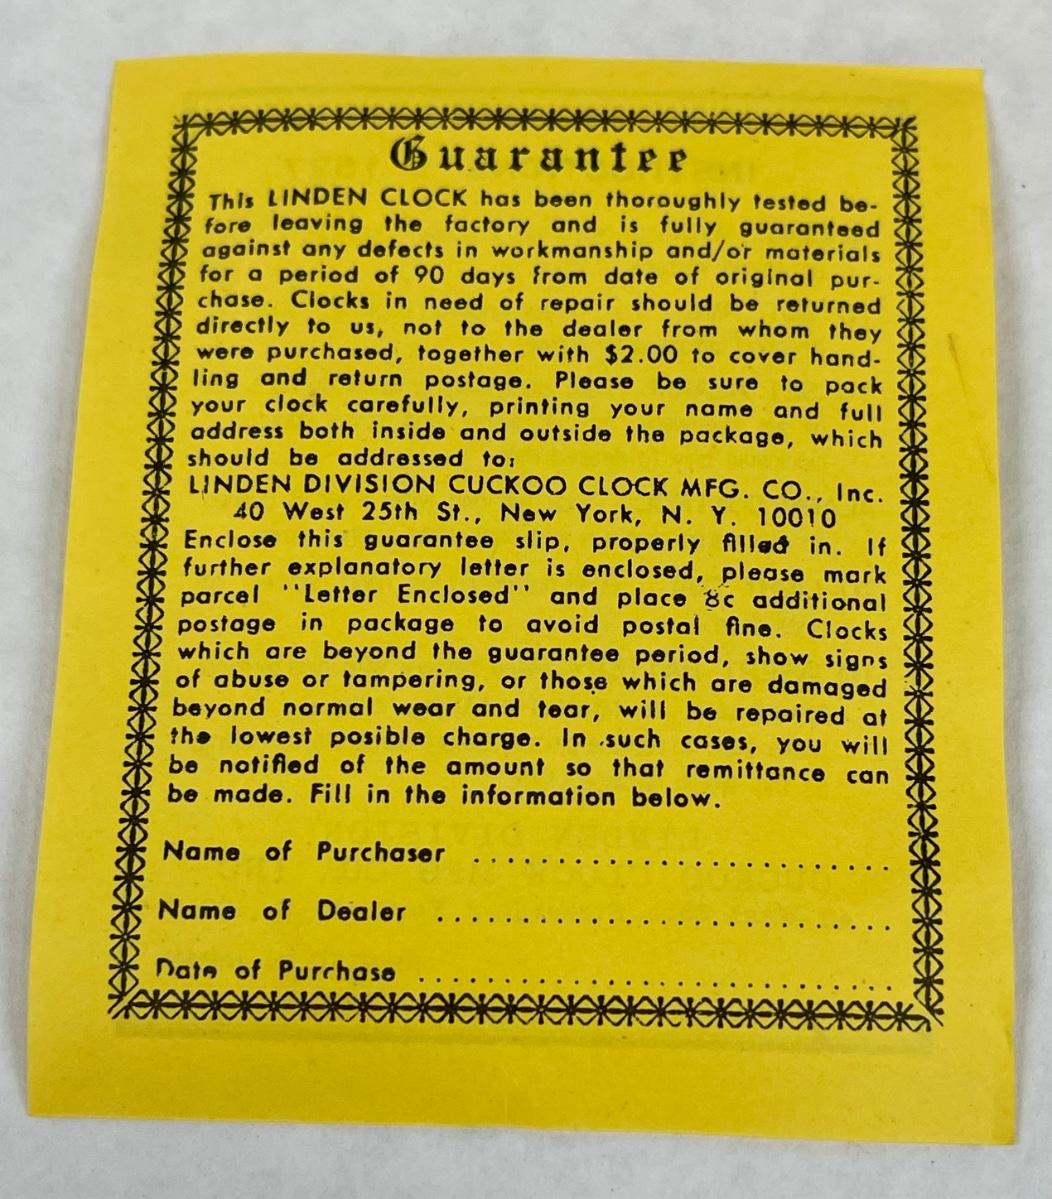 Guarantee
This LINDEN CLOCK has been thoroughly tested be-
fore leaving the factory and is fully guaranteed
against any defects in workmanship and/or materials
for a period of 90 days from date of original pur-
chase. Clocks in need of repair should be returned
directly to us, not to the dealer from whom they
were purchased, together with $2.00 to cover hand-
ling and return postage. Please be sure to pack
your clock carefully, printing your name and full
address both inside and outside the package, which
should be addressed to:
LINDEN DIVISION CUCKOO CLOCK MFG. CO., Inc.
40 West 25th St., New York, N. Y. 10010
Enclose this guarantee slip, properly filled in. If
further explanatory letter is enclosed, please mark
parcel "Letter Enclosed" and place 8c additional
postage in package to avoid postal fine. Clocks
which are beyond the guarantee period, show signs
of abuse or tampering, or those which are damaged
beyond normal wear and tear, will be repaired at
the lowest posible charge. In such cases, you will
be notified of the amount so that remittance can
be made. Fill in the information below.
Name of Purchaser ................................
Name of Dealer ................................
Date of Purchase ................................